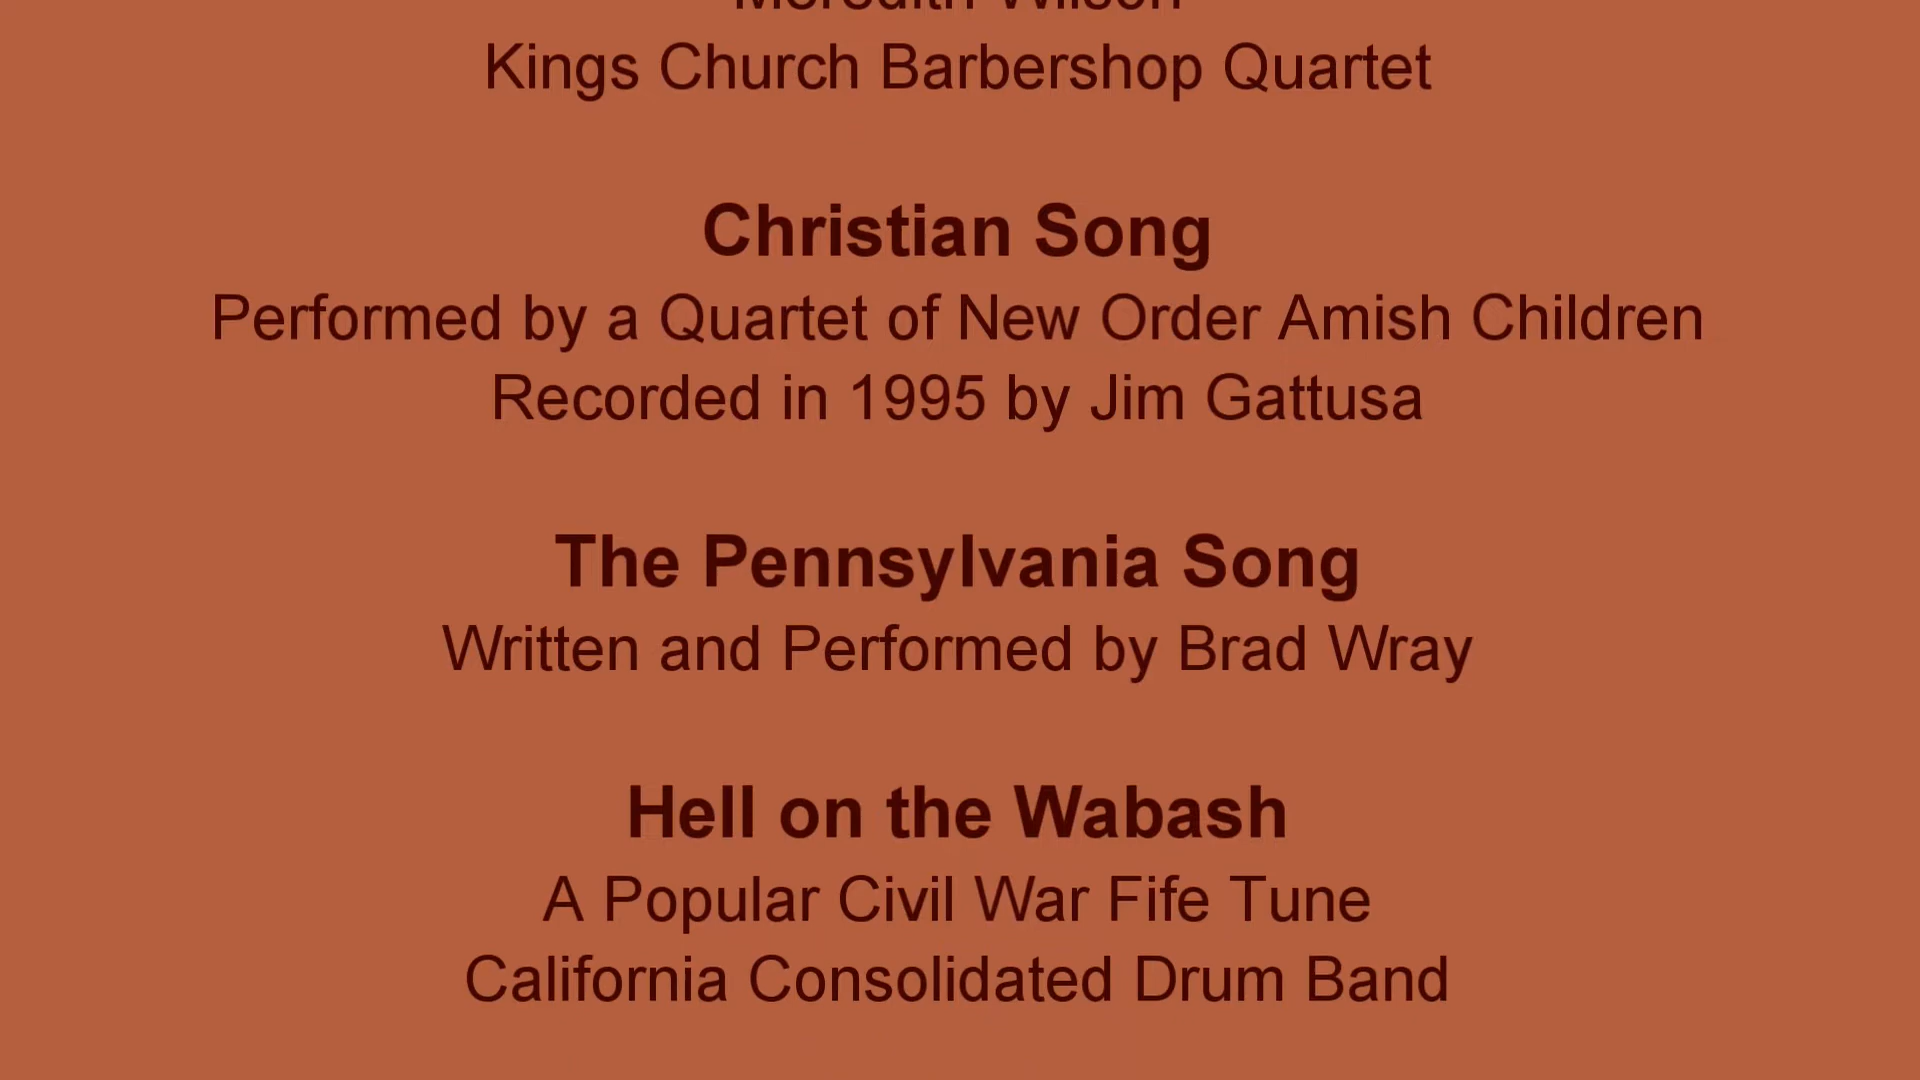 Meredith Wilson
Kings Church Barbershop Quartet
Christian Song
Performed by a Quartet of New Order Amish Children
Recorded in 1995 by Jim Gattusa
The Pennsylvania Song
Written and Performed by Brad Wray
Hell on the Wabash
A Popular Civil War Fife Tune
California Consolidated Drum Band